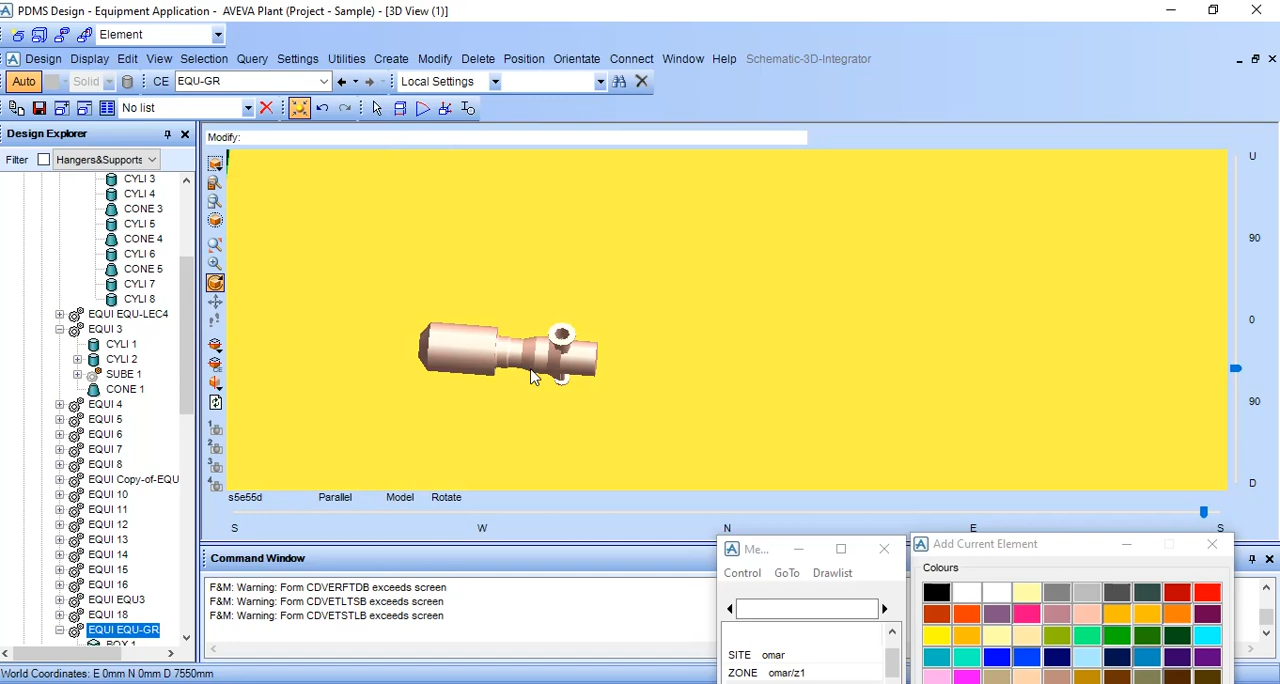 PDMS Design - Equipment Application - AVEVA Plant (Project - Sample) - [3D View (1)]
Element
Design Display Edit View Selection Query Settings Utilities Create Modify Delete Position Orientate Connect Window Help Schematic-3D-Integrator
Auto Solid CE EQU-GR Local Settings
No list
Design Explorer
Filter Hangers&Supports
Modify:
CYLI 3
CYLI 4
CONE 3
CYLI 5
CONE 4
CYLI 6
CONE 5
CYLI 7
CYLI 8
EQUI EQU-LEC4
EQUI 3
CYLI 1
CYLI 2
SUBE 1
CONE 1
EQUI 4
EQUI 5
EQUI 6
EQUI 7
EQUI 8
EQUI Copy-of-EQU
EQUI 10
EQUI 11
EQUI 12
EQUI 13
EQUI 14
EQUI 15
EQUI 16
EQUI EQU3
EQUI 18
EQUI EQU-GR
BOX 1
1
2
3
4
U
90
0
90
D
s5e55d Parallel Model Rotate
S W N E S
Command Window
F&M: Warning: Form CDVERFTDB exceeds screen
F&M: Warning: Form CDVETLTSB exceeds screen
F&M: Warning: Form CDVETSTLB exceeds screen
Me...
Control GoTo Drawlist
SITE omar
ZONE omar/z1
Add Current Element
Colours
World Coordinates: E 0mm N 0mm D 7550mm